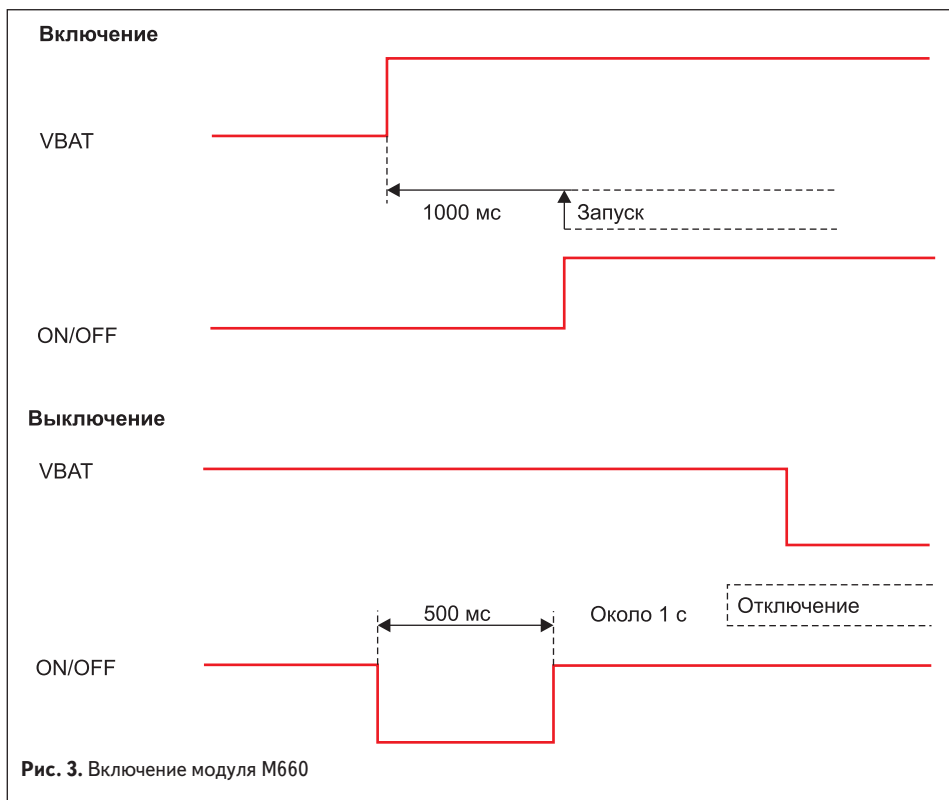 Включение
VBAT
1000 мс
Запуск
ON/OFF
Выключение
VBAT
500 мс
Около 1 с
Отключение
ON/OFF
Рис. 3. Включение модуля М660